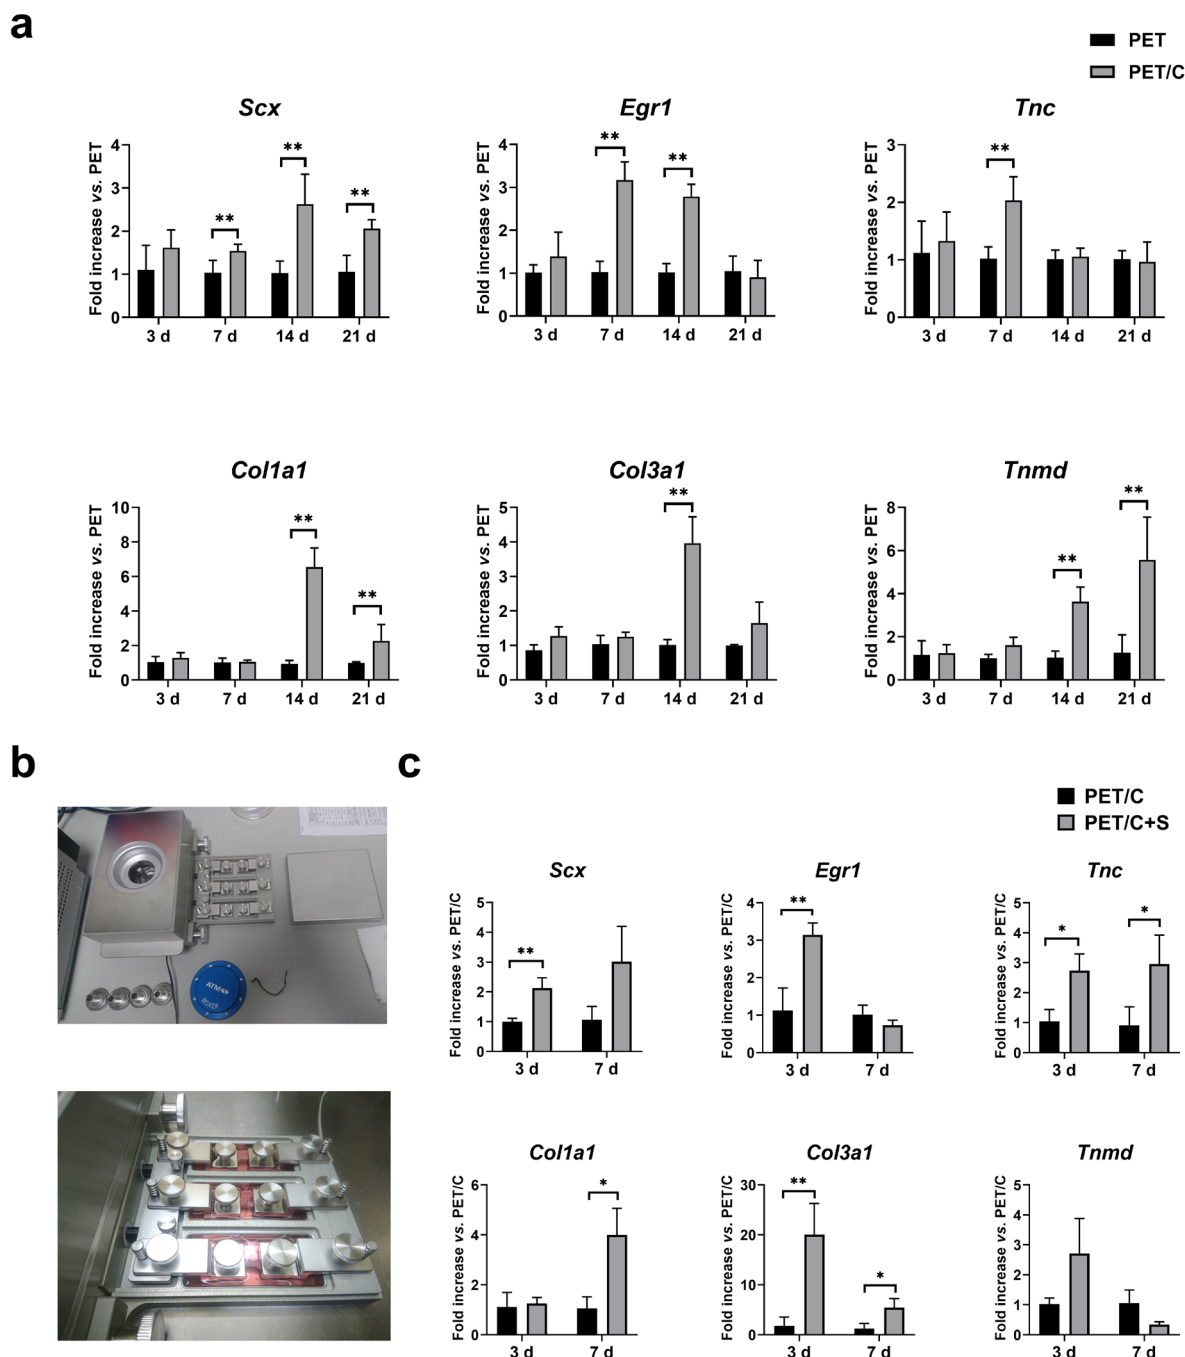 a
PET
PET/C
Scx
Egr1
Tnc
Fold increase vs. PET
4
3
2
1
0
**
**
**
3 d
7 d
14 d
21 d
Fold increase vs. PET
4
3
2
1
0
**
**
3 d
7 d
14 d
21 d
Fold increase vs. PET
3
2
1
0
**
3 d
7 d
14 d
21 d
Col1a1
Col3a1
Tnmd
Fold increase vs. PET
10
8
6
4
2
0
**
**
3 d
7 d
14 d
21 d
Fold increase vs. PET
5
4
3
2
1
0
**
3 d
7 d
14 d
21 d
Fold increase vs. PET
8
6
4
2
0
**
**
3 d
7 d
14 d
21 d
b
ATMOS
c
PET/C
PET/C+S
Scx
Egr1
Tnc
Fold increase vs. PET/C
5
4
3
2
1
0
**
3 d
7 d
Fold increase vs. PET/C
4
3
2
1
0
**
3 d
7 d
Fold increase vs. PET/C
5
4
3
2
1
0
*
*
3 d
7 d
Col1a1
Col3a1
Tnmd
Fold increase vs. PET/C
6
4
2
0
*
3 d
7 d
Fold increase vs. PET/C
30
20
10
0
**
*
3 d
7 d
Fold increase vs. PET/C
5
4
3
2
1
0
3 d
7 d